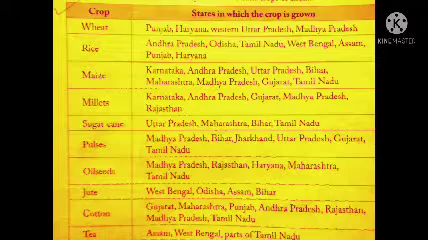 Crop States in which the crop is grown
KINEMASTER
Wheat Punjab, Haryana, western Uttar Pradesh, Madhya Pradesh
Rice Andhra Pradesh, Odisha, Tamil Nadu, West Bengal, Assam,
Punjab, Haryana
Maize Karnataka, Andhra Pradesh, Uttar Pradesh, Bihar,
Maharashtra, Madhya Pradesh, Gujarat, Tamil Nadu
Millets Karnataka, Andhra Pradesh, Gujarat, Madhya Pradesh,
Rajasthan
Sugar cane Uttar Pradesh, Maharashtra, Bihar, Tamil Nadu
Pulses Madhya Pradesh, Bihar, Jharkhand, Uttar Pradesh, Gujarat,
Tamil Nadu
Oilseeds Madhya Pradesh, Rajasthan, Haryana, Maharashtra,
Tamil Nadu
Jute West Bengal, Odisha, Assam, Bihar
Cotton Gujarat, Maharashtra, Punjab, Andhra Pradesh, Rajasthan,
Madhya Pradesh, Tamil Nadu
Tea Assam, West Bengal, parts of Tamil Nadu